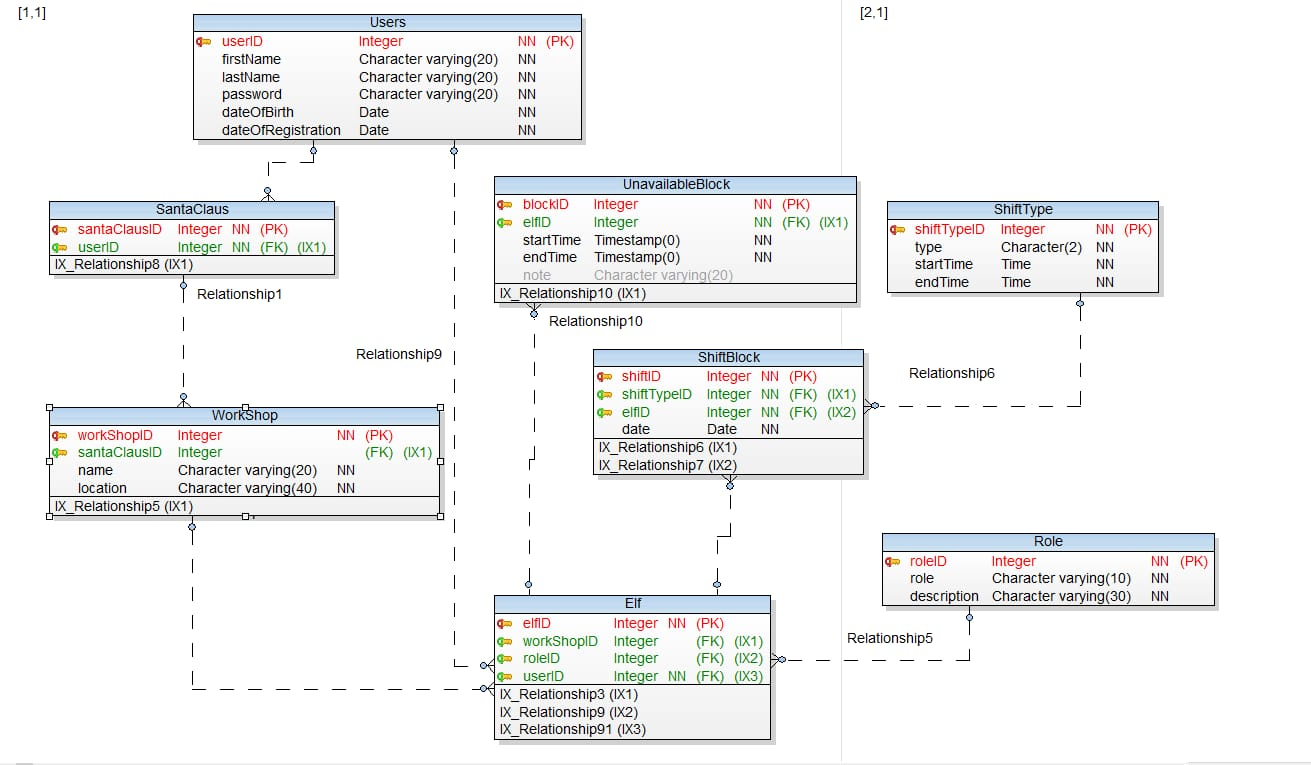 [1,1]
[2,1]
Users
userID Integer NN (PK)
firstName Character varying(20) NN
lastName Character varying(20) NN
password Character varying(20) NN
dateOfBirth Date NN
dateOfRegistration Date NN
SantaClaus
santaClausID Integer NN (PK)
userID Integer NN (FK) (IX1)
IX_Relationship8 (IX1)
Relationship1
UnavailableBlock
blockID Integer NN (PK)
elfID Integer NN (FK) (IX1)
startTime Timestamp(0) NN
endTime Timestamp(0) NN
note Character varying(20)
IX_Relationship10 (IX1)
Relationship10
ShiftType
shiftTypeID Integer NN (PK)
type Character(2) NN
startTime Time NN
endTime Time NN
Relationship9
ShiftBlock
shiftID Integer NN (PK)
shiftTypeID Integer NN (FK) (IX1)
elfID Integer NN (FK) (IX2)
date Date NN
IX_Relationship6 (IX1)
IX_Relationship7 (IX2)
Relationship6
WorkShop
workShopID Integer NN (PK)
santaClausID Integer (FK) (IX1)
name Character varying(20) NN
location Character varying(40) NN
IX_Relationship5 (IX1)
Role
roleID Integer NN (PK)
role Character varying(10) NN
description Character varying(30) NN
Relationship5
Elf
elfID Integer NN (PK)
workShopID Integer (FK) (IX1)
roleID Integer (FK) (IX2)
userID Integer NN (FK) (IX3)
IX_Relationship3 (IX1)
IX_Relationship9 (IX2)
IX_Relationship91 (IX3)